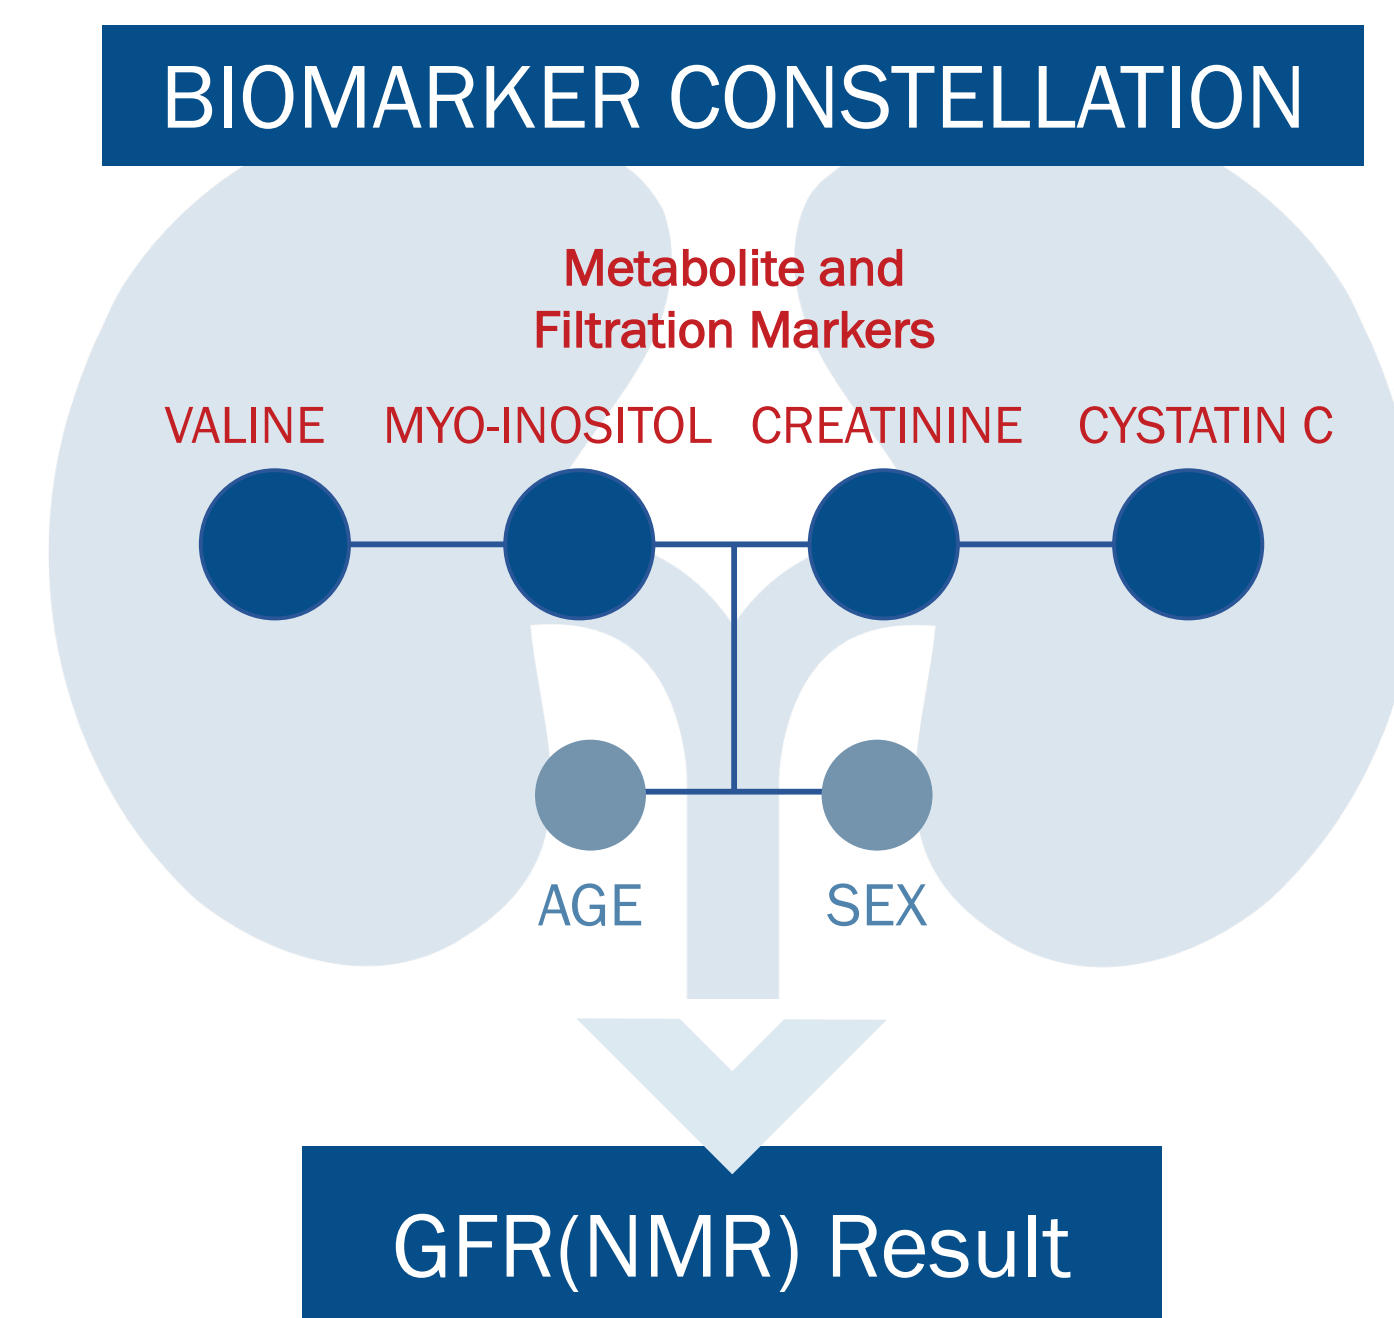 BIOMARKER CONSTELLATION
Metabolite and
Filtration Markers
VALINE MYO-INOSITOL CREATININE CYSTATIN C
AGE SEX
GFR(NMR) Result